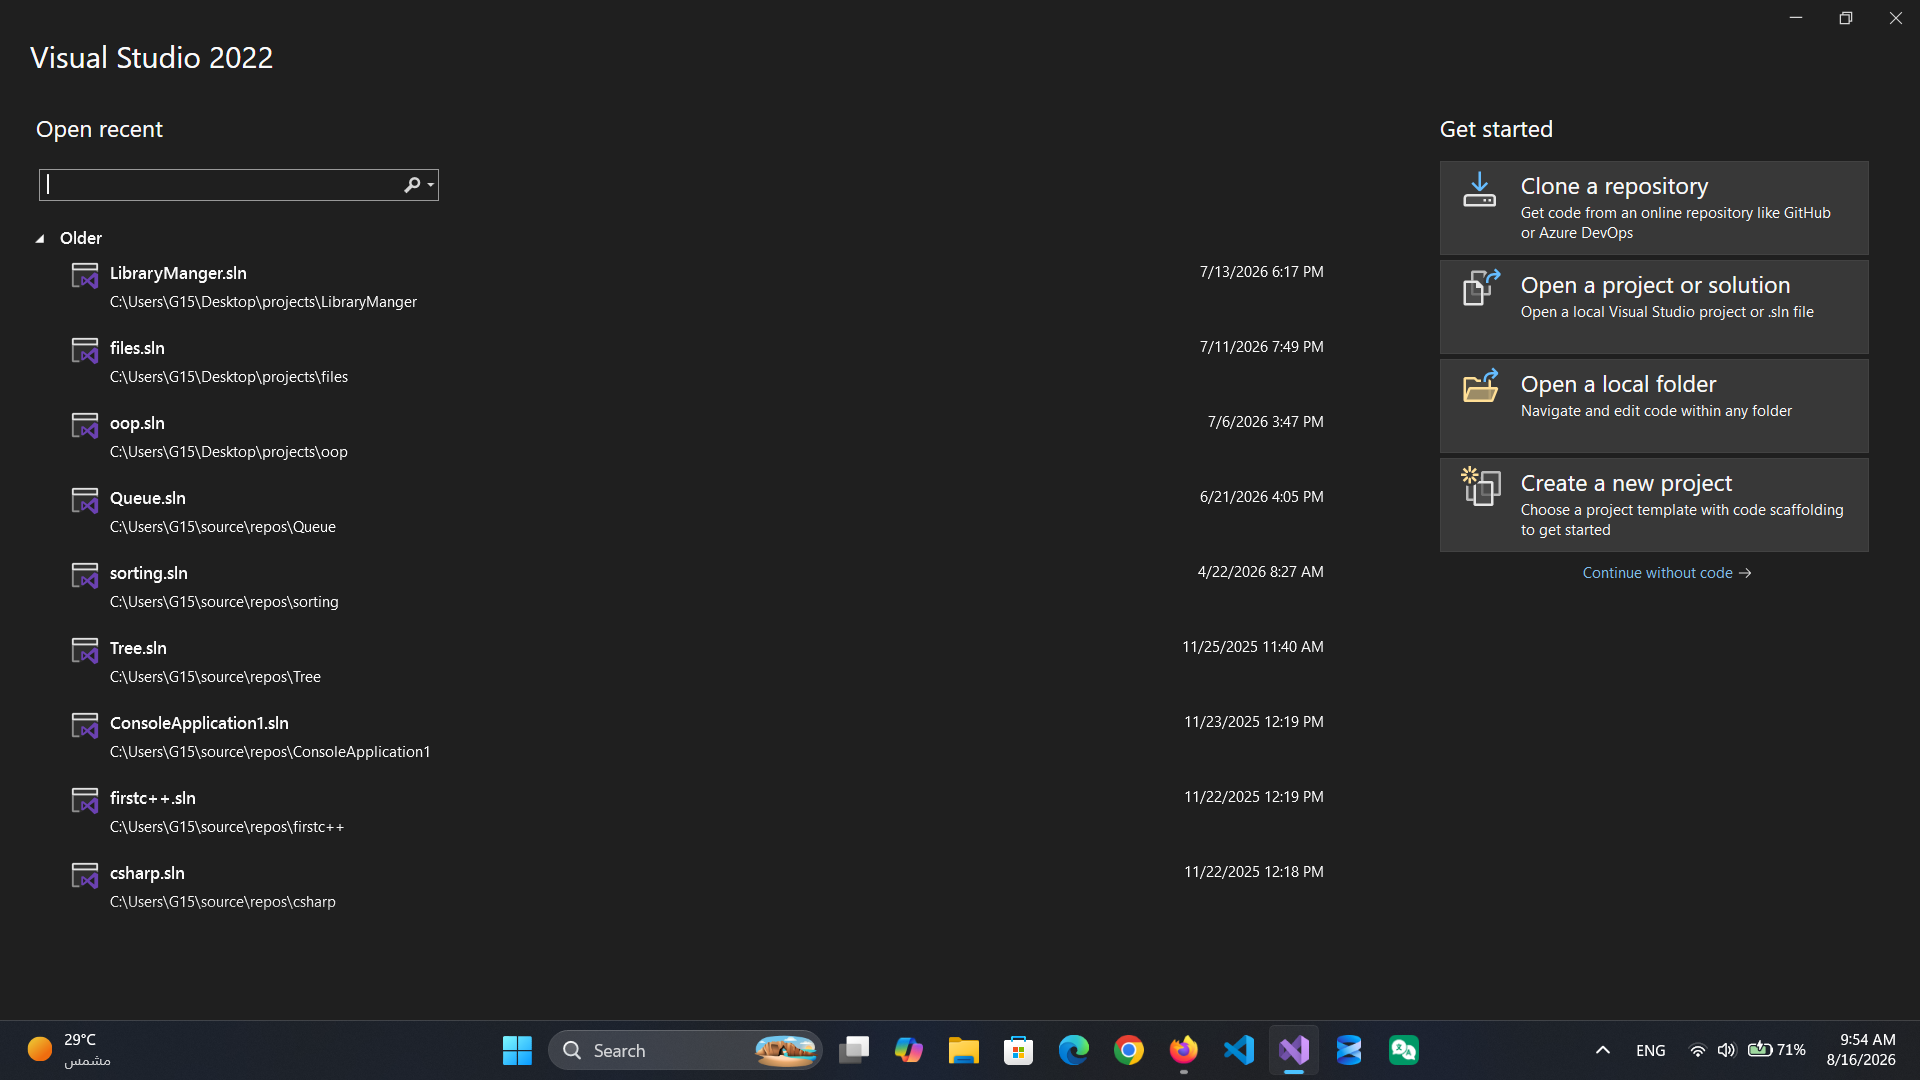 Visual Studio 2022
Open recent
Older
LibraryManger.sln
7/13/2026 6:17 PM
C:\Users\G15\Desktop\projects\LibraryManger
files.sln
7/11/2026 7:49 PM
C:\Users\G15\Desktop\projects\files
oop.sln
7/6/2026 3:47 PM
C:\Users\G15\Desktop\projects\oop
Queue.sln
6/21/2026 4:05 PM
C:\Users\G15\source\repos\Queue
sorting.sln
4/22/2026 8:27 AM
C:\Users\G15\source\repos\sorting
Tree.sln
11/25/2025 11:40 AM
C:\Users\G15\source\repos\Tree
ConsoleApplication1.sln
11/23/2025 12:19 PM
C:\Users\G15\source\repos\ConsoleApplication1
firstc++.sln
11/22/2025 12:19 PM
C:\Users\G15\source\repos\firstc++
csharp.sln
11/22/2025 12:18 PM
C:\Users\G15\source\repos\csharp
Get started
Clone a repository
Get code from an online repository like GitHub
or Azure DevOps
Open a project or solution
Open a local Visual Studio project or .sln file
Open a local folder
Navigate and edit code within any folder
Create a new project
Choose a project template with code scaffolding
to get started
Continue without code →
29°C
مشمس
Search
ENG
71%
9:54 AM
8/16/2026